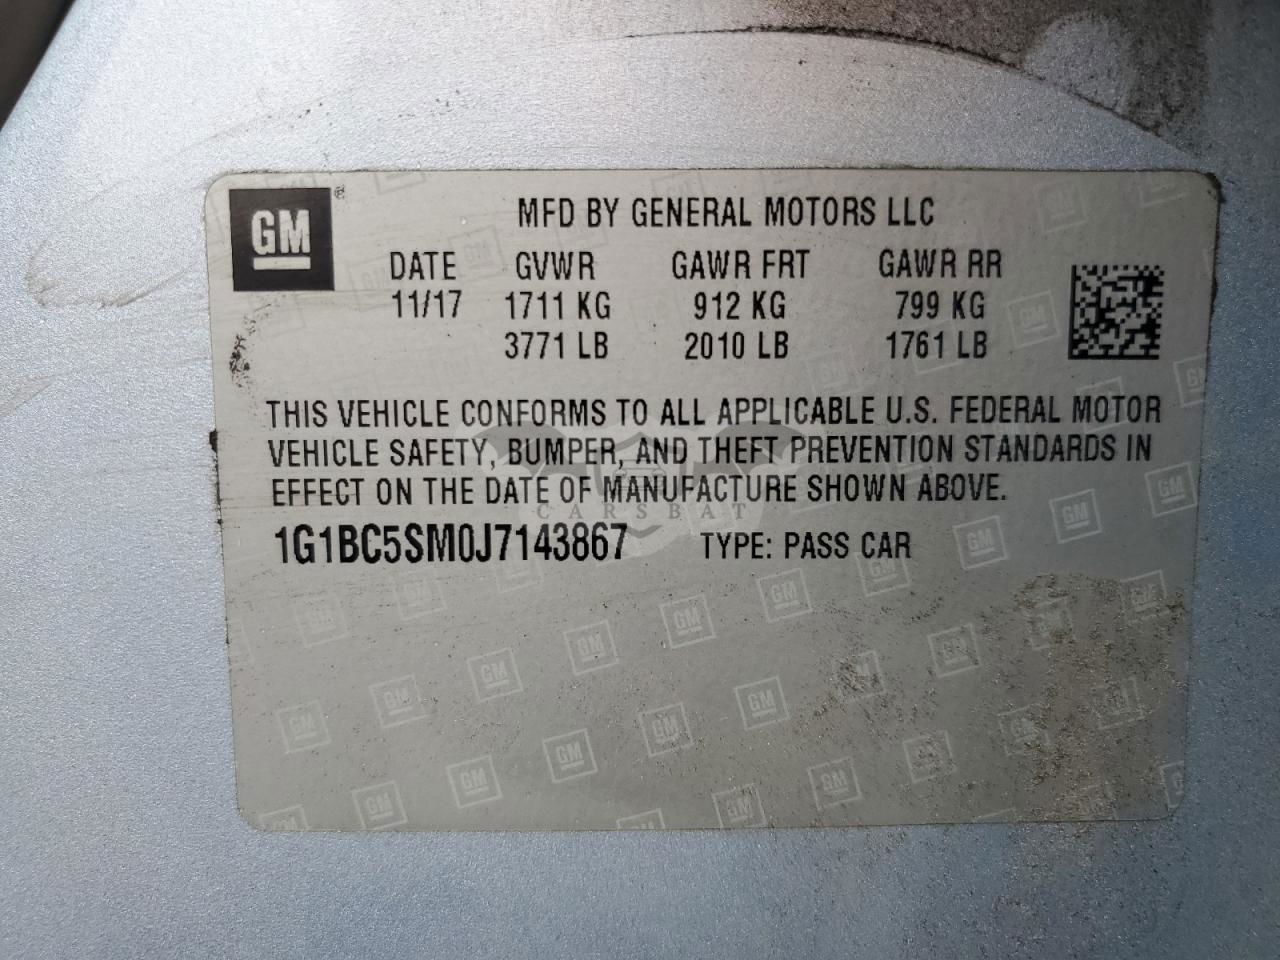 GM ®
MFD BY GENERAL MOTORS LLC
DATE GVWR GAWR FRT GAWR RR
11/17 1711 KG 912 KG 799 KG
3771 LB 2010 LB 1761 LB
THIS VEHICLE CONFORMS TO ALL APPLICABLE U.S. FEDERAL MOTOR
VEHICLE SAFETY, BUMPER, AND THEFT PREVENTION STANDARDS IN
EFFECT ON THE DATE OF MANUFACTURE SHOWN ABOVE.
CARSBAT
1G1BC5SM0J7143867 TYPE: PASS CAR